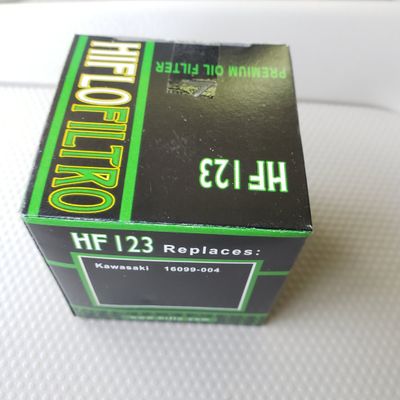 HIFLOFILTRO
PREMIUM OIL FILTER
HF123
HF123 Replaces:
Kawasaki 16099-004